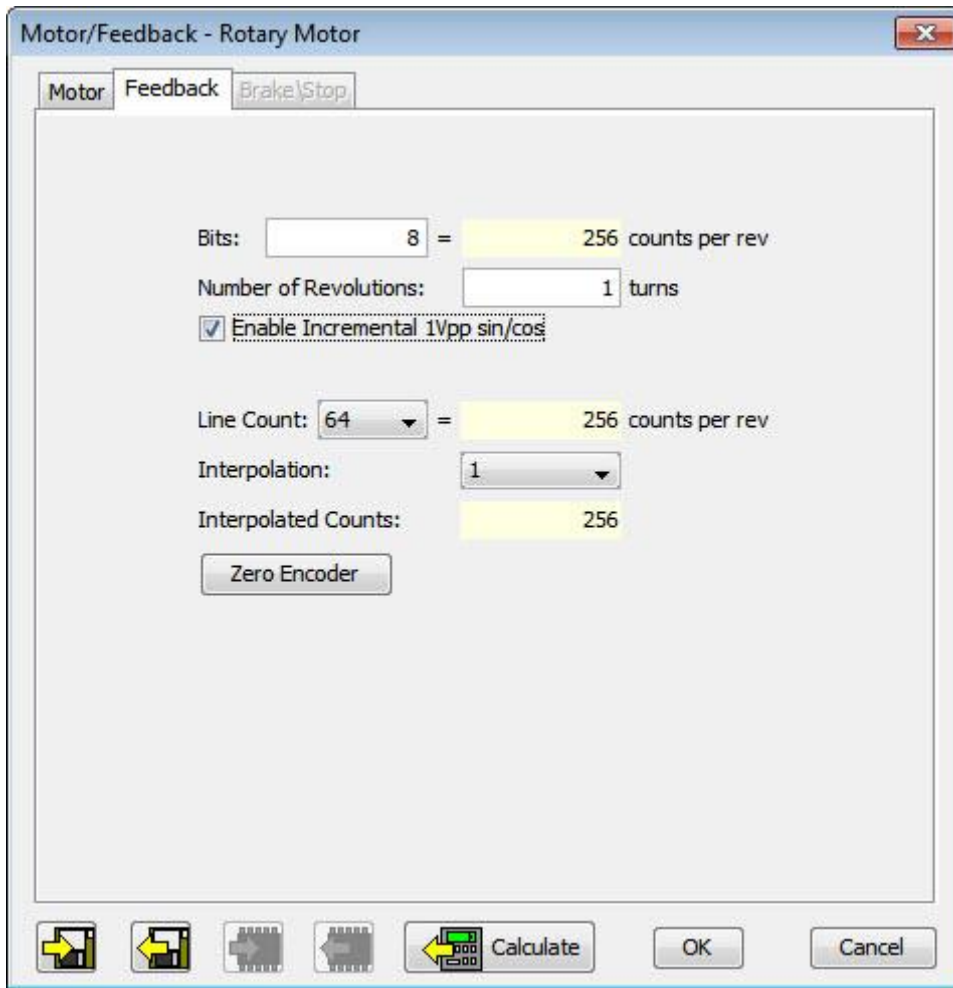 Motor/Feedback - Rotary Motor
Motor Feedback Brake\Stop
Bits: 8 = 256 counts per rev
Number of Revolutions: 1 turns
Enable Incremental 1Vpp sin/cos
Line Count: 64 = 256 counts per rev
Interpolation: 1
Interpolated Counts: 256
Zero Encoder
Calculate OK Cancel